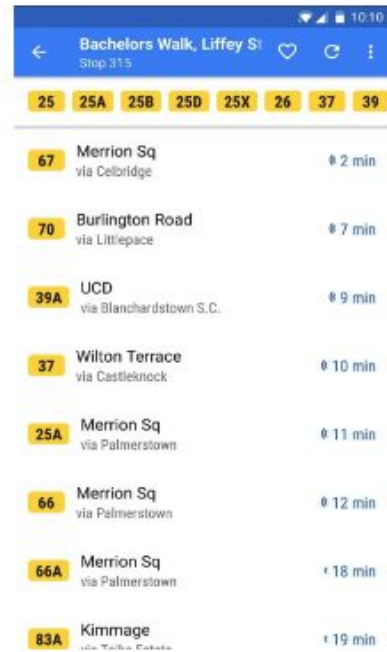 10:10
Bachelors Walk, Liffey St
Stop 315
25 25A 25B 25D 25X 26 37 39
67 Merrion Sq 2 min
via Celbridge
70 Burlington Road 7 min
via Littlepace
39A UCD 9 min
via Blanchardstown S.C.
37 Wilton Terrace 10 min
via Castleknock
25A Merrion Sq 11 min
via Palmerstown
66 Merrion Sq 12 min
via Palmerstown
66A Merrion Sq 18 min
via Palmerstown
83A Kimmage 19 min
via